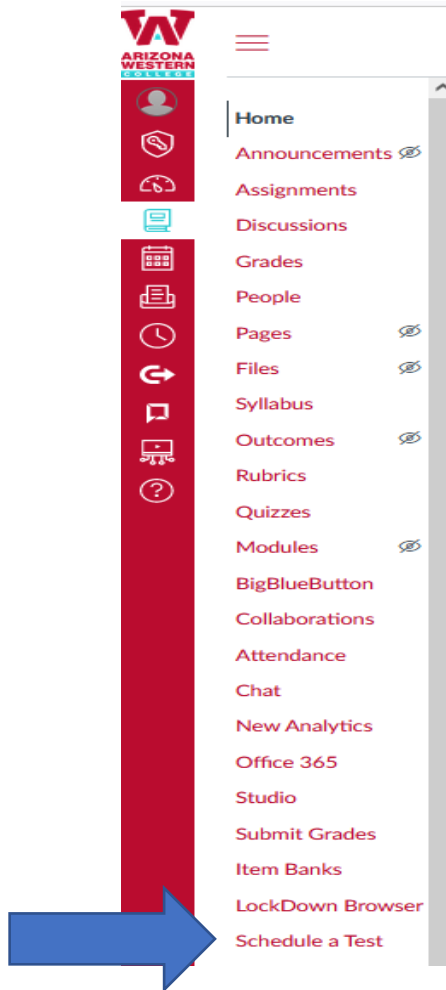 ARIZONA
WESTERN
COLLEGE
Home
Announcements
Assignments
Discussions
Grades
People
Pages
Files
Syllabus
Outcomes
Rubrics
Quizzes
Modules
BigBlueButton
Collaborations
Attendance
Chat
New Analytics
Office 365
Studio
Submit Grades
Item Banks
LockDown Browser
Schedule a Test